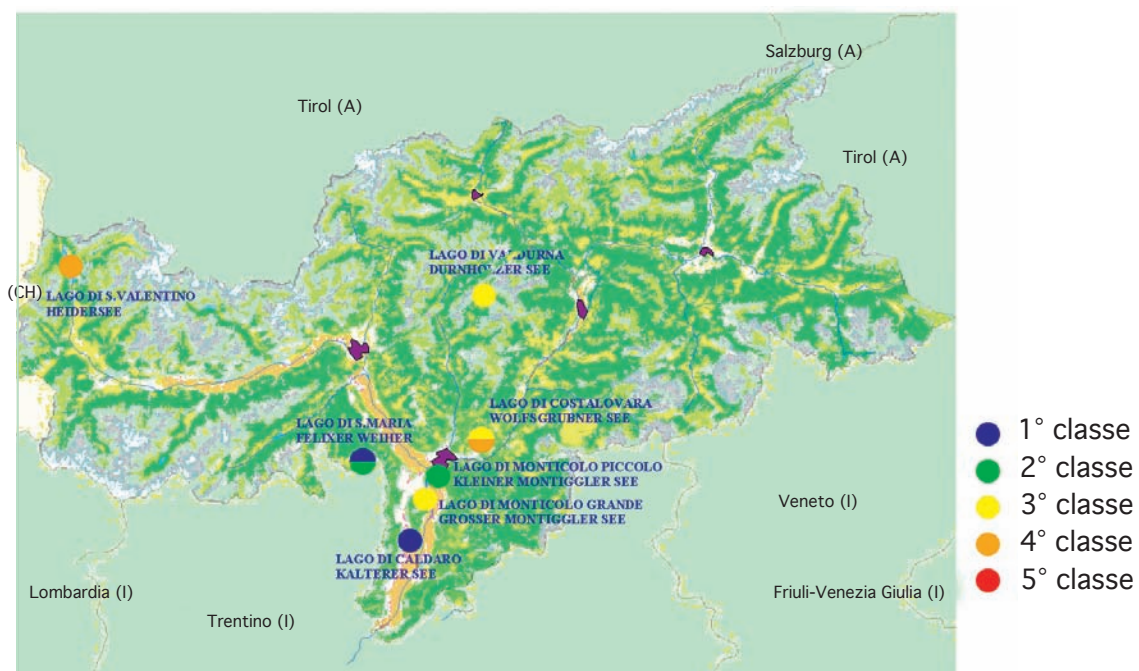 Salzburg (A)
Tirol (A)
Tirol (A)
LAGO DI VALDURNA
DURNHOLZER SEE
(CH)
LAGO DI S.VALENTINO
HEIDERSEE
LAGO DI COSTALOVARA
WOLFSGRUBNER SEE
LAGO DI S.MARIA
FELIXER WEIHER
LAGO DI MONTICOLO PICCOLO
KLEINER MONTIGGLER SEE
LAGO DI MONTICOLO GRANDE
GROSSER MONTIGGLER SEE
LAGO DI CALDARO
KALTERER SEE
Lombardia (I)
Trentino (I)
Veneto (I)
Friuli-Venezia Giulia (I)
1° classe
2° classe
3° classe
4° classe
5° classe